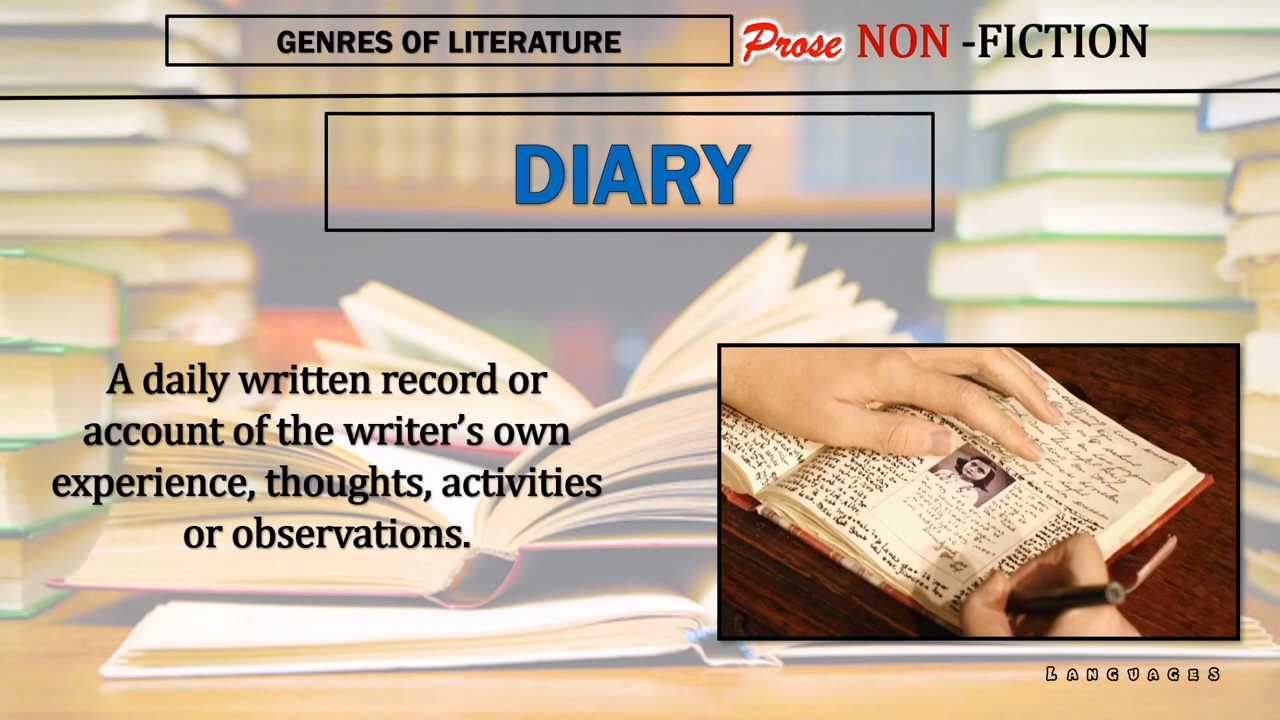 GENRES OF LITERATURE
Prose NON -FICTION
DIARY
A daily written record or
account of the writer's own
experience, thoughts, activities
or observations.
LANGUAGES